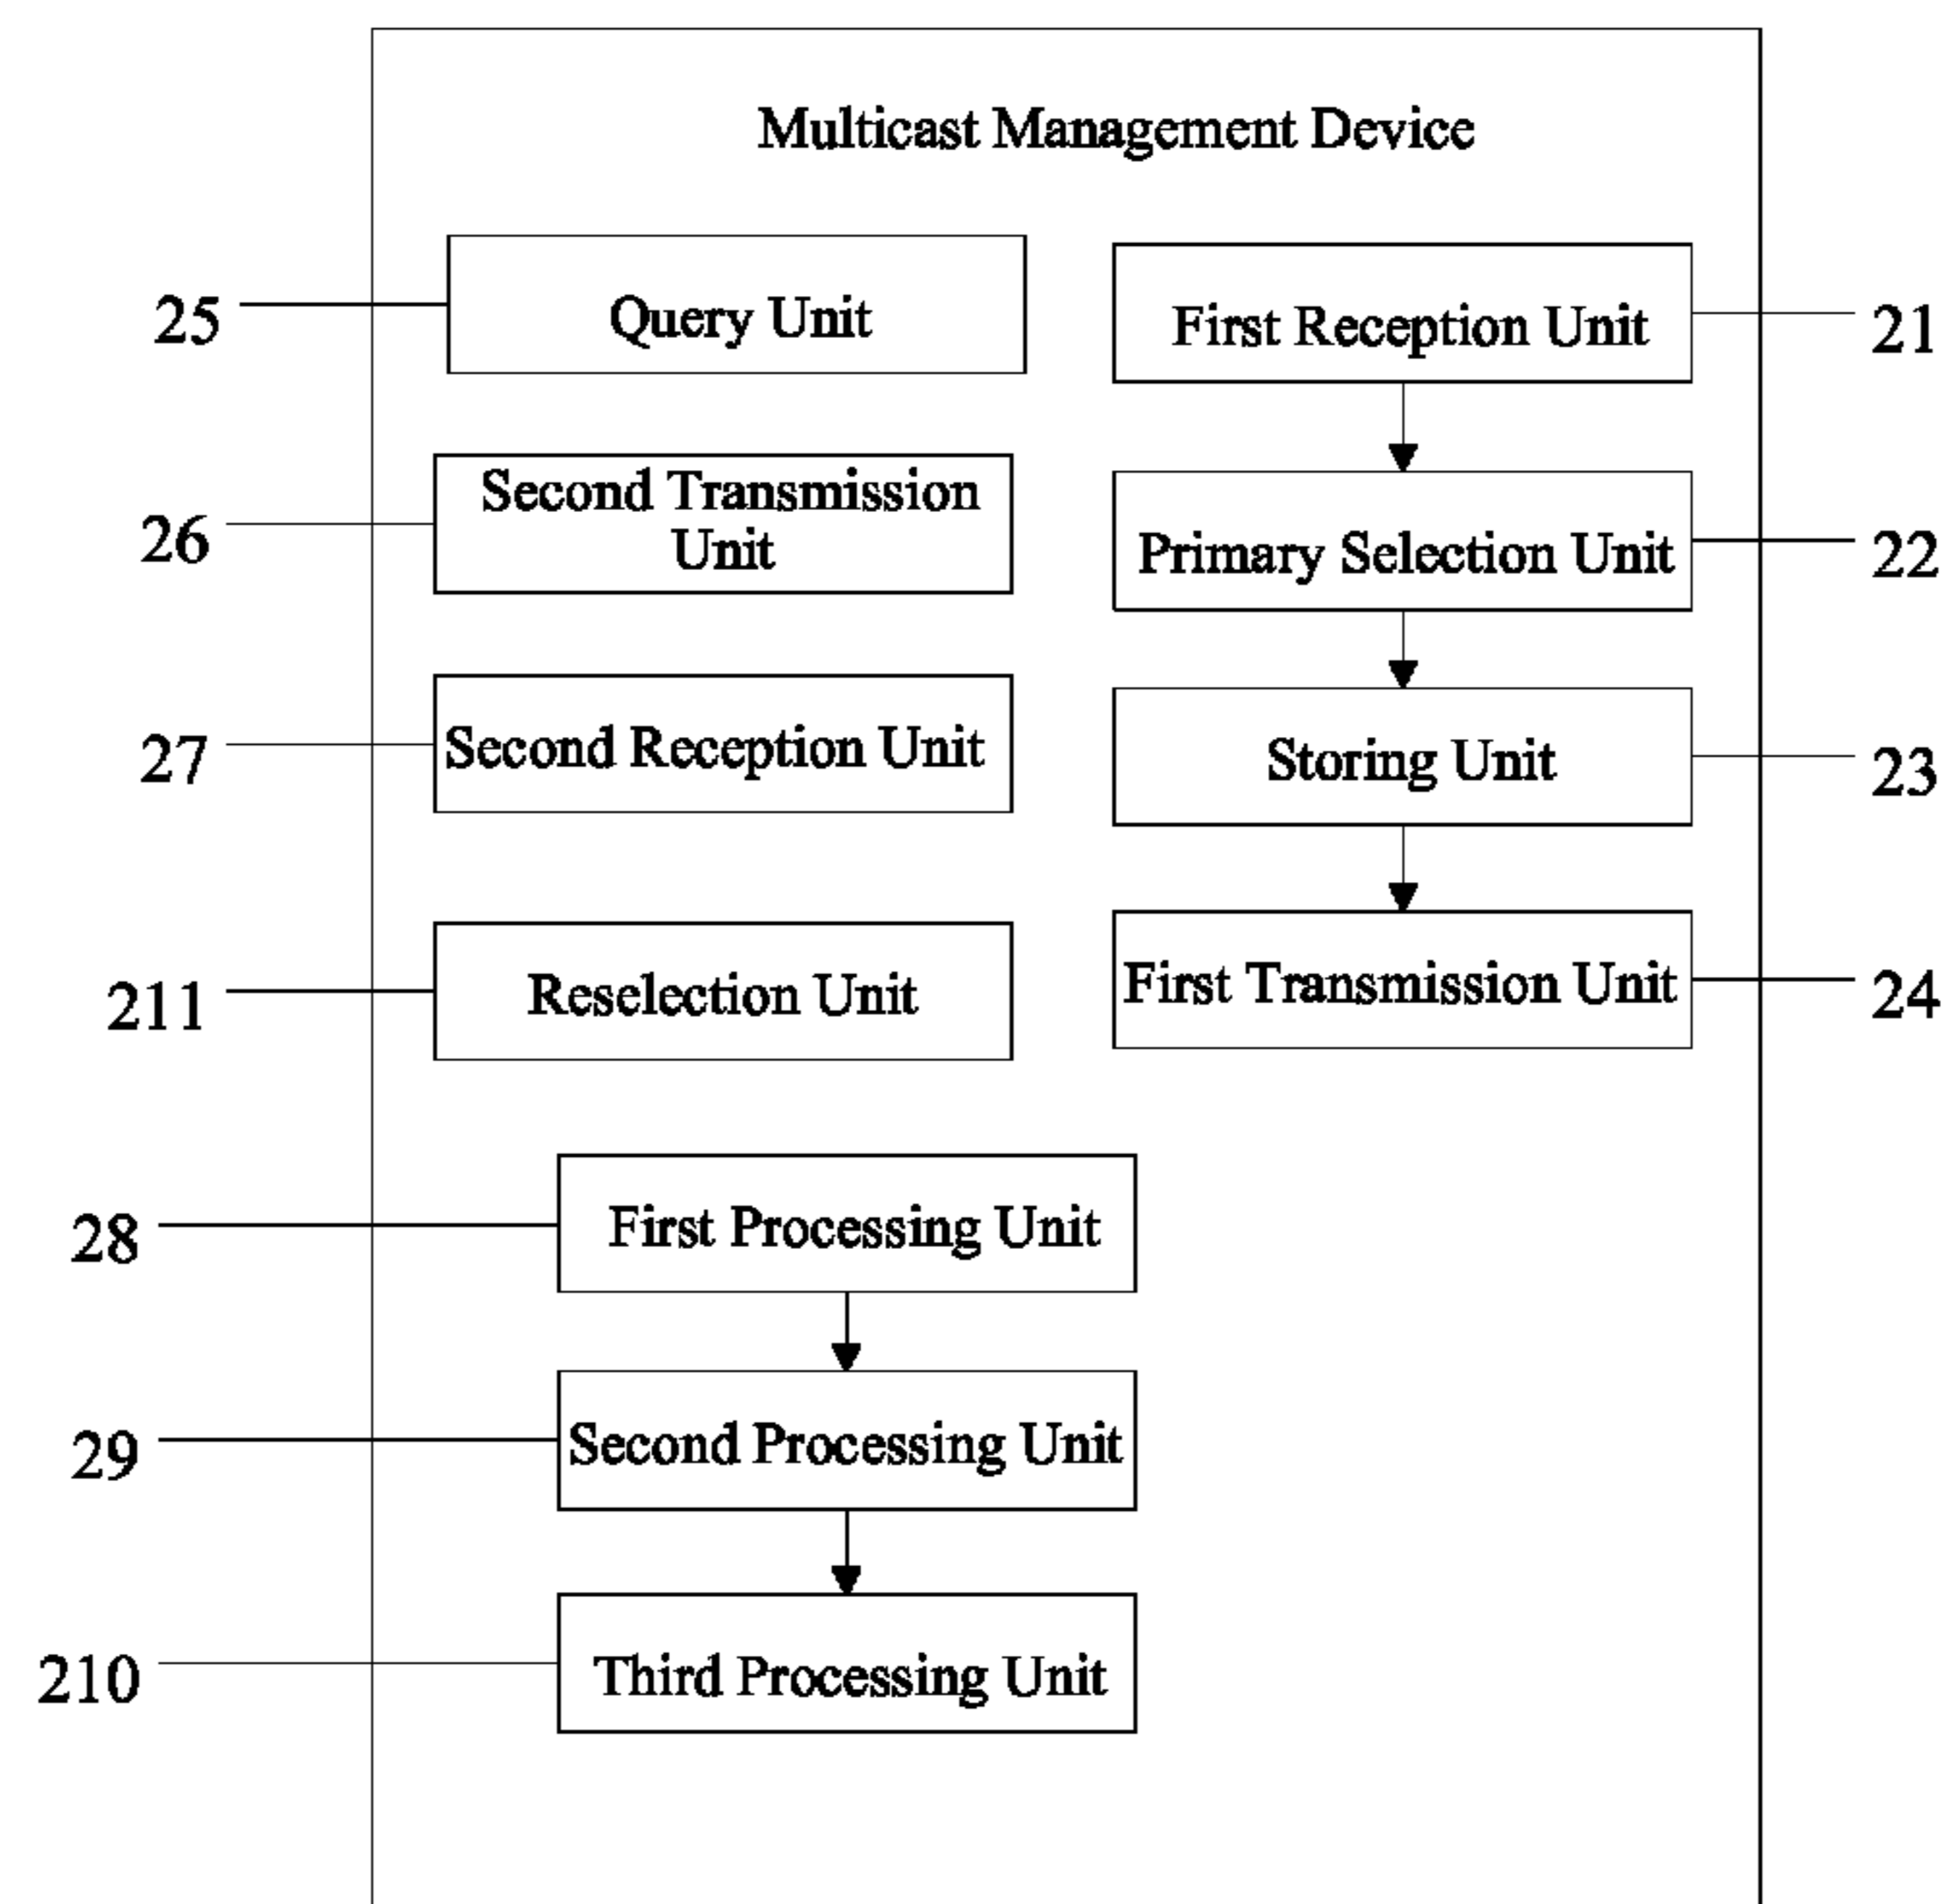 Multicast Management Device
25
Query Unit
First Reception Unit
21
26
Second Transmission
Unit
Primary Selection Unit
22
27
Second Reception Unit
Storing Unit
23
211
Reselection Unit
First Transmission Unit
24
28
First Processing Unit
29
Second Processing Unit
210
Third Processing Unit